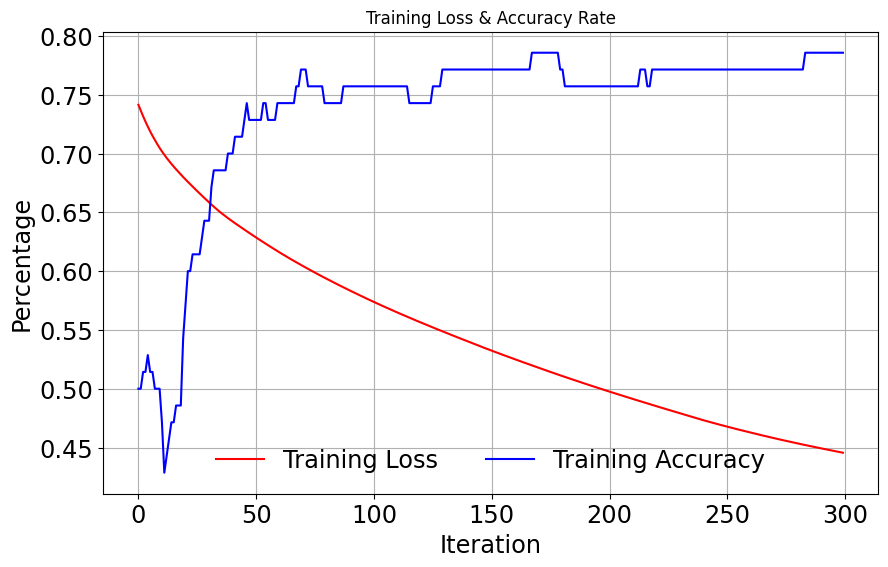 Training Loss & Accuracy Rate
0.80
0.75
0.70
0.65
0.60
0.55
0.50
0.45
Percentage
Training Loss Training Accuracy
0 50 100 150 200 250 300
Iteration